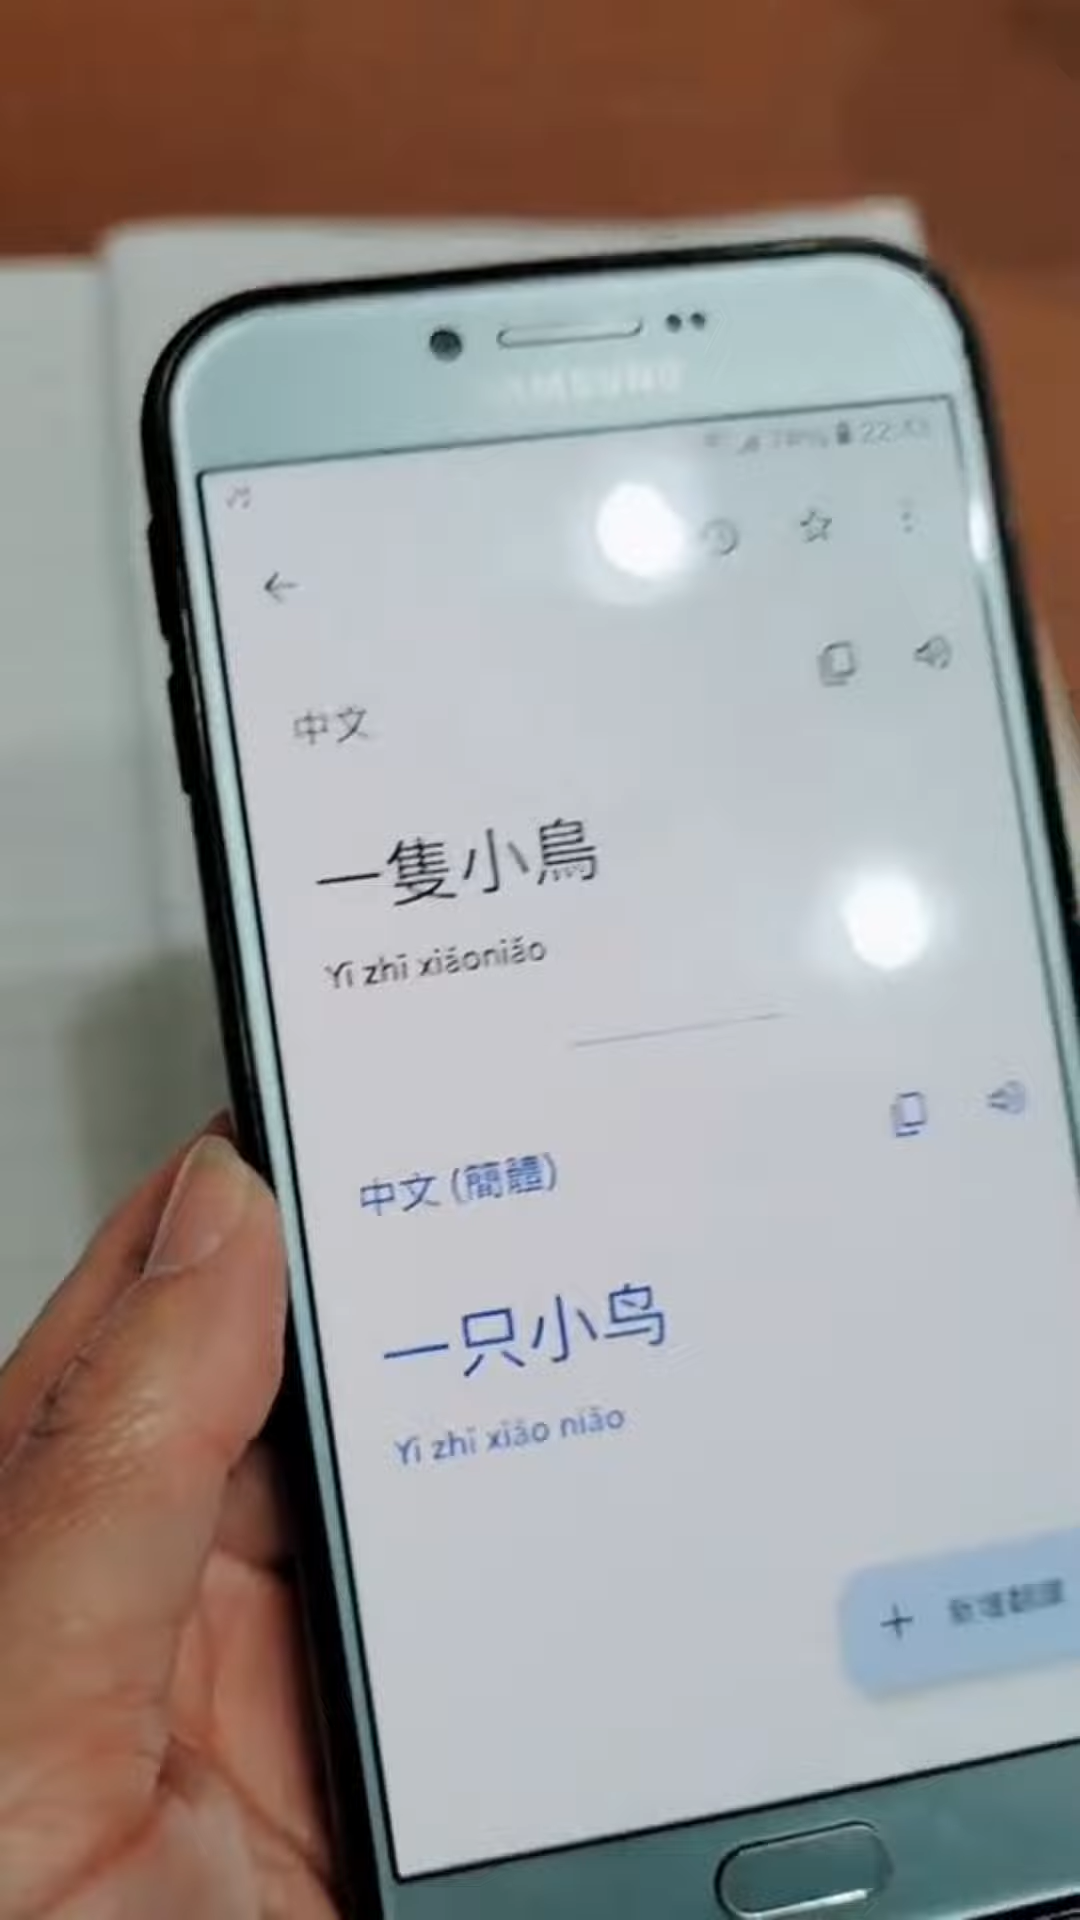 SAMSUNG
中文
一隻小鳥
Yī zhī xiǎoniǎo
中文 (簡體)
一只小鸟
Yī zhī xiǎo niǎo
+ 新增翻譯